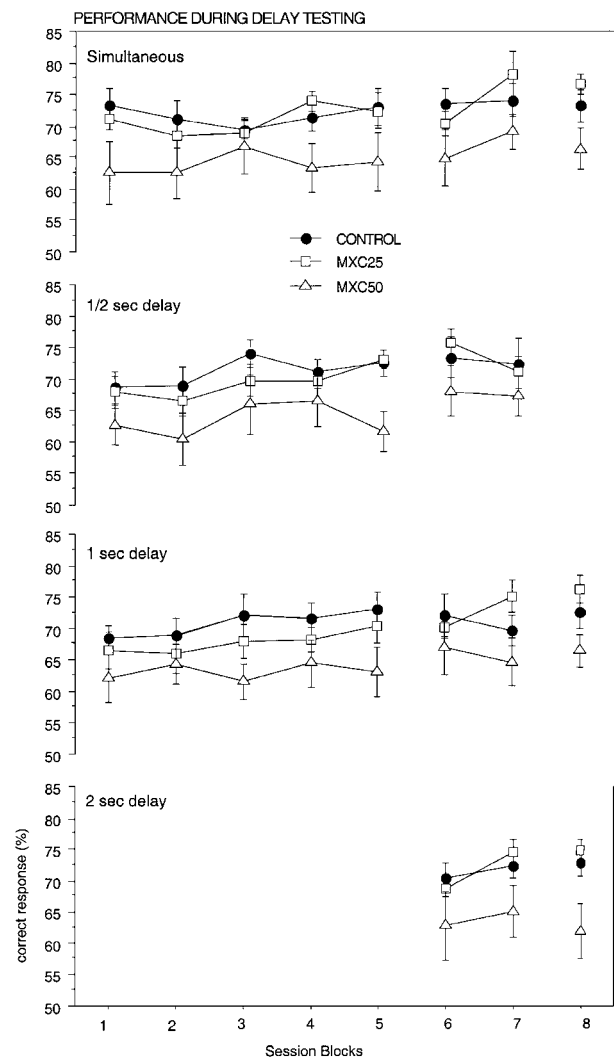 PERFORMANCE DURING DELAY TESTING
85
80
75
70
65
60
55
50
Simultaneous
CONTROL
MXC25
MXC50
85
80
75
70
65
60
55
50
1/2 sec delay
85
80
75
70
65
60
55
50
1 sec delay
85
80
75
70
65
60
55
50
2 sec delay
correct response (%)
1 2 3 4 5 6 7 8
Session Blocks